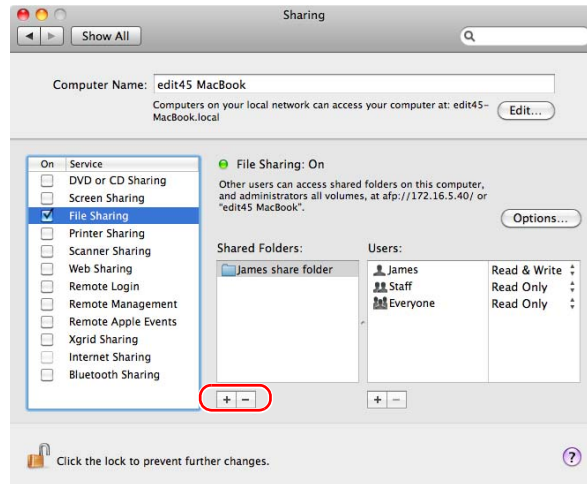 Sharing
Show All
Computer Name: edit45 MacBook
Computers on your local network can access your computer at: edit45-
MacBook.local
Edit...
On Service
DVD or CD Sharing
Screen Sharing
File Sharing
Printer Sharing
Scanner Sharing
Web Sharing
Remote Login
Remote Management
Remote Apple Events
Xgrid Sharing
Internet Sharing
Bluetooth Sharing
File Sharing: On
Other users can access shared folders on this computer,
and administrators all volumes, at afp://172.16.5.40/ or
"edit45 MacBook".
Options...
Shared Folders:
James share folder
+ −
Users:
James Read & Write
Staff Read Only
Everyone Read Only
+ −
Click the lock to prevent further changes.
?